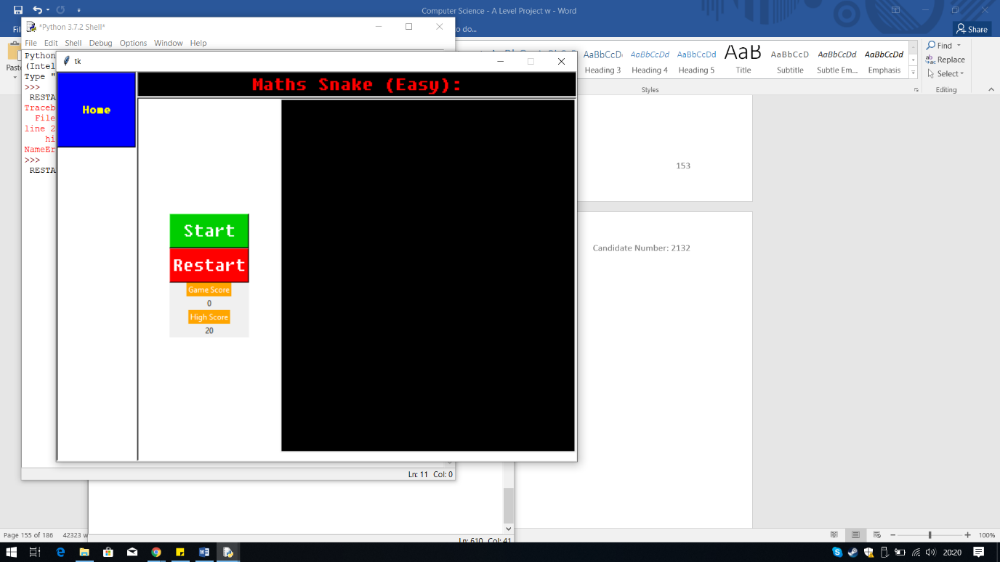 Computer Science - A Level Project w - Word
*Python 3.7.2 Shell*
o do...
Share
File Edit Shell Debug Options Window Help
Paste
Find
Replace
Select
Editing
AaBbCcDc AaBbCcDd AaBbCcDd AaB AaBbCcD AaBbCcDd AaBbCcDd
Heading 3 Heading 4 Heading 5 Title Subtitle Subtle Em... Emphasis
Styles
Python
(Intel
Type "
>>>
RESTA
Traceb
File
line 2
hi
NameEr
>>>
RESTA
tk
Home
Maths Snake (Easy):
Start
Restart
Game Score
0
High Score
20
Ln: 11 Col: 0
153
Candidate Number: 2132
Ln: 610 Col: 41
Page 155 of 186 42323 w
100%
20:20